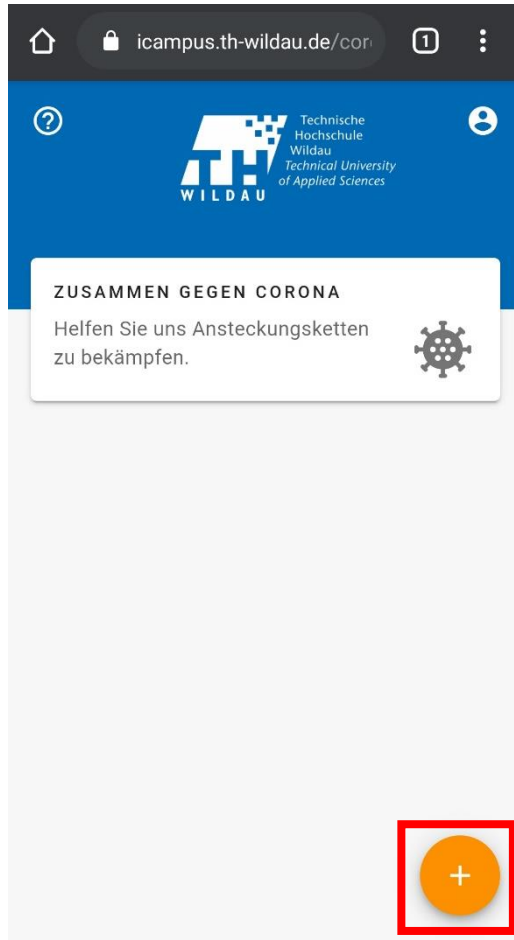 icampus.th-wildau.de/cor
1
Technische
Hochschule
Wildau
Technical University
of Applied Sciences
TH
WILDAU
ZUSAMMEN GEGEN CORONA
Helfen Sie uns Ansteckungsketten
zu bekämpfen.